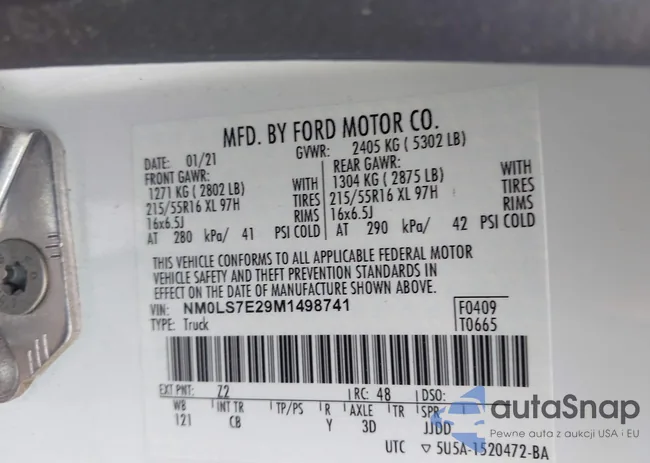 MFD. BY FORD MOTOR CO.
DATE: 01/21 GVWR: 2405 KG ( 5302 LB)
FRONT GAWR: REAR GAWR:
1271 KG ( 2802 LB) WITH 1304 KG ( 2875 LB) WITH
215/55R16 XL 97H TIRES 215/55R16 XL 97H TIRES
16x6.5J RIMS 16x6.5J RIMS
AT 280 kPa/ 41 PSI COLD AT 290 kPa/ 42 PSI COLD
THIS VEHICLE CONFORMS TO ALL APPLICABLE FEDERAL MOTOR
VEHICLE SAFETY AND THEFT PREVENTION STANDARDS IN
EFFECT ON THE DATE OF MANUFACTURE SHOWN ABOVE.
VIN: NM0LS7E29M1498741 F0409
TYPE: Truck T0665
EXT PNT: Z2 RC: 48 DSO:
WB INT TR TP/PS R AXLE TR SPR
121 CB Y 3D JJDD
UTC ▽ 5U5A-1520472-BA
autoSnap
Pewne auta z aukcji USA i EU